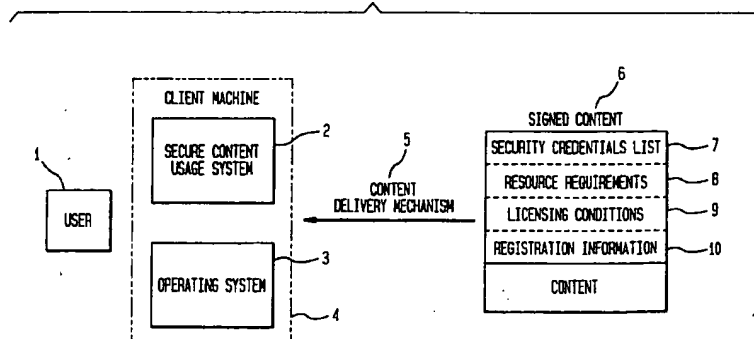 6
CLIENT MACHINE
SIGNED CONTENT
2
SECURITY CREDENTIALS LIST
7
1
SECURE CONTENT
USAGE SYSTEM
5
RESOURCE REQUIREMENTS
8
CONTENT
DELIVERY MECHANISM
LICENSING CONDITIONS
9
USER
REGISTRATION INFORMATION
10
3
OPERATING SYSTEM
CONTENT
4